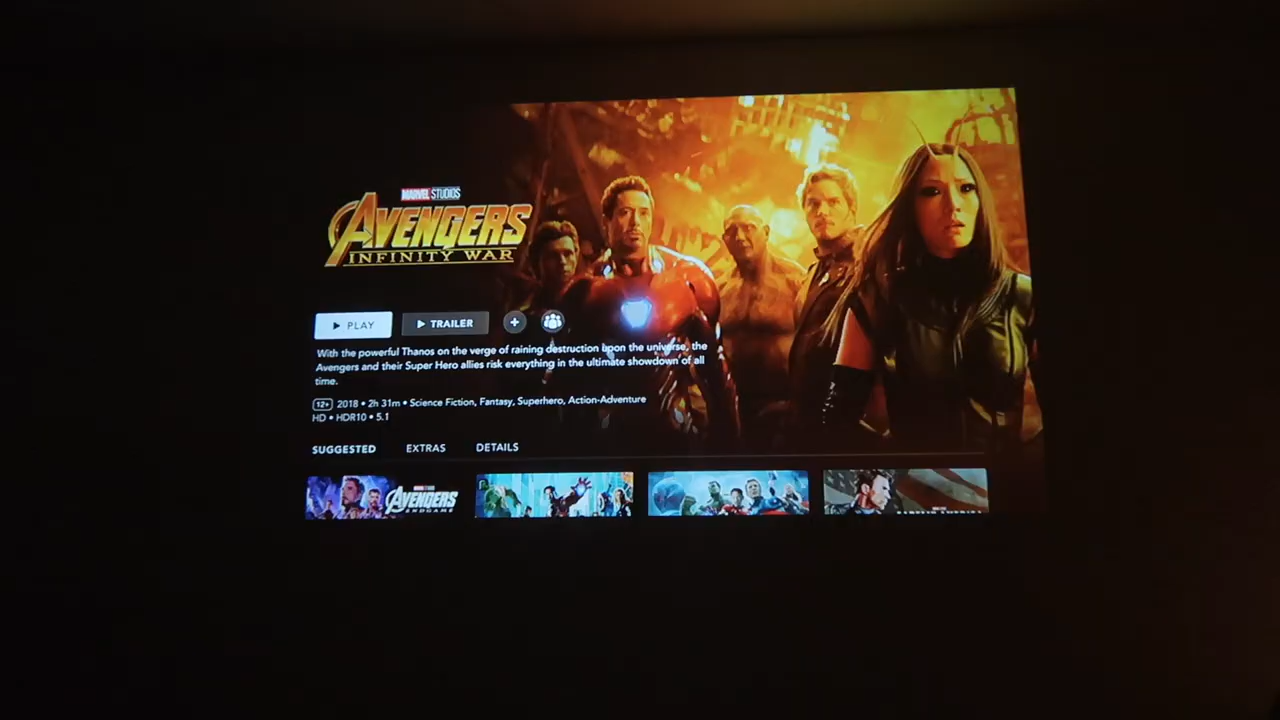 MARVEL STUDIOS
AVENGERS
INFINITY WAR
PLAY
TRAILER
With the powerful Thanos on the verge of raining destruction upon the universe, the
Avengers and their Super Hero allies risk everything in the ultimate showdown of all
time.
12+ 2018 • 2h 31m • Science Fiction, Fantasy, Superhero, Action-Adventure
HD • HDR10 • 5.1
SUGGESTED
EXTRAS
DETAILS
AVENGERS
ENDGAME